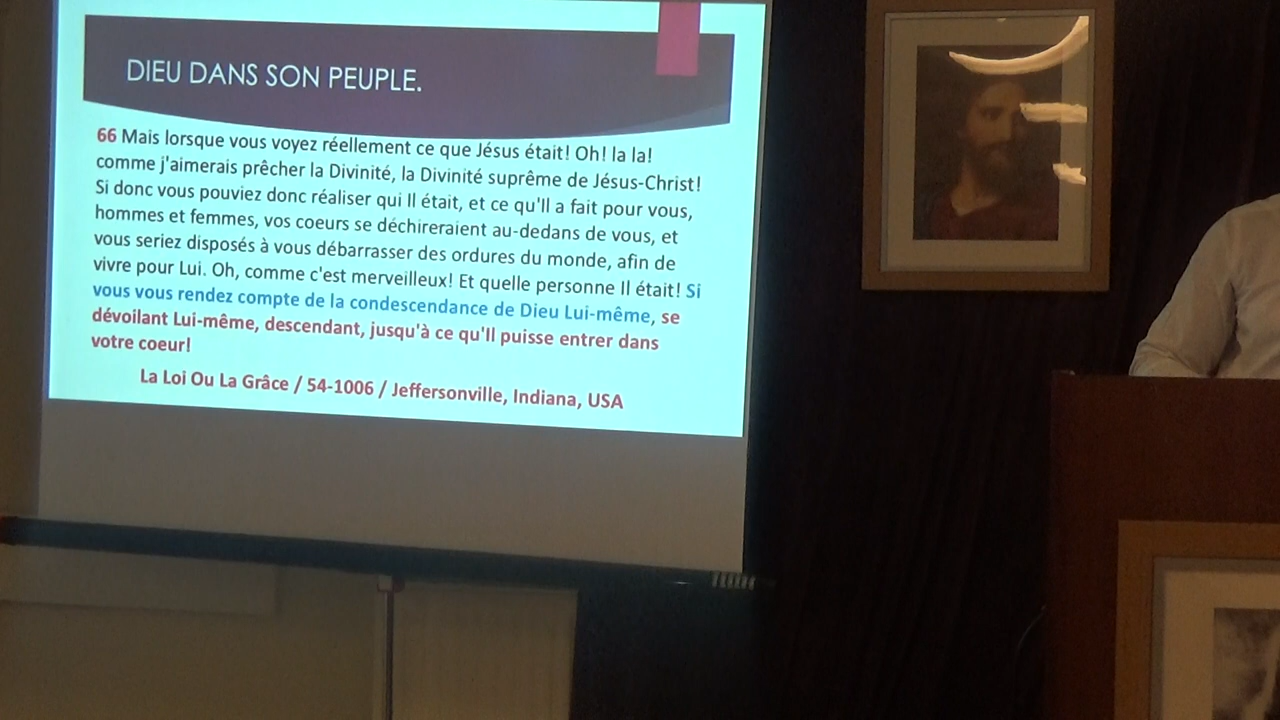 DIEU DANS SON PEUPLE.
66 Mais lorsque vous voyez réellement ce que Jésus était! Oh! la la!
comme j'aimerais prêcher la Divinité, la Divinité suprême de Jésus-Christ!
Si donc vous pouviez donc réaliser qui Il était, et ce qu'Il a fait pour vous,
hommes et femmes, vos coeurs se déchireraient au-dedans de vous, et
vous seriez disposés à vous débarrasser des ordures du monde, afin de
vivre pour Lui. Oh, comme c'est merveilleux! Et quelle personne Il était! Si
vous vous rendez compte de la condescendance de Dieu Lui-même, se
dévoilant Lui-même, descendant, jusqu'à ce qu'Il puisse entrer dans
votre coeur!
La Loi Ou La Grâce / 54-1006 / Jeffersonville, Indiana, USA